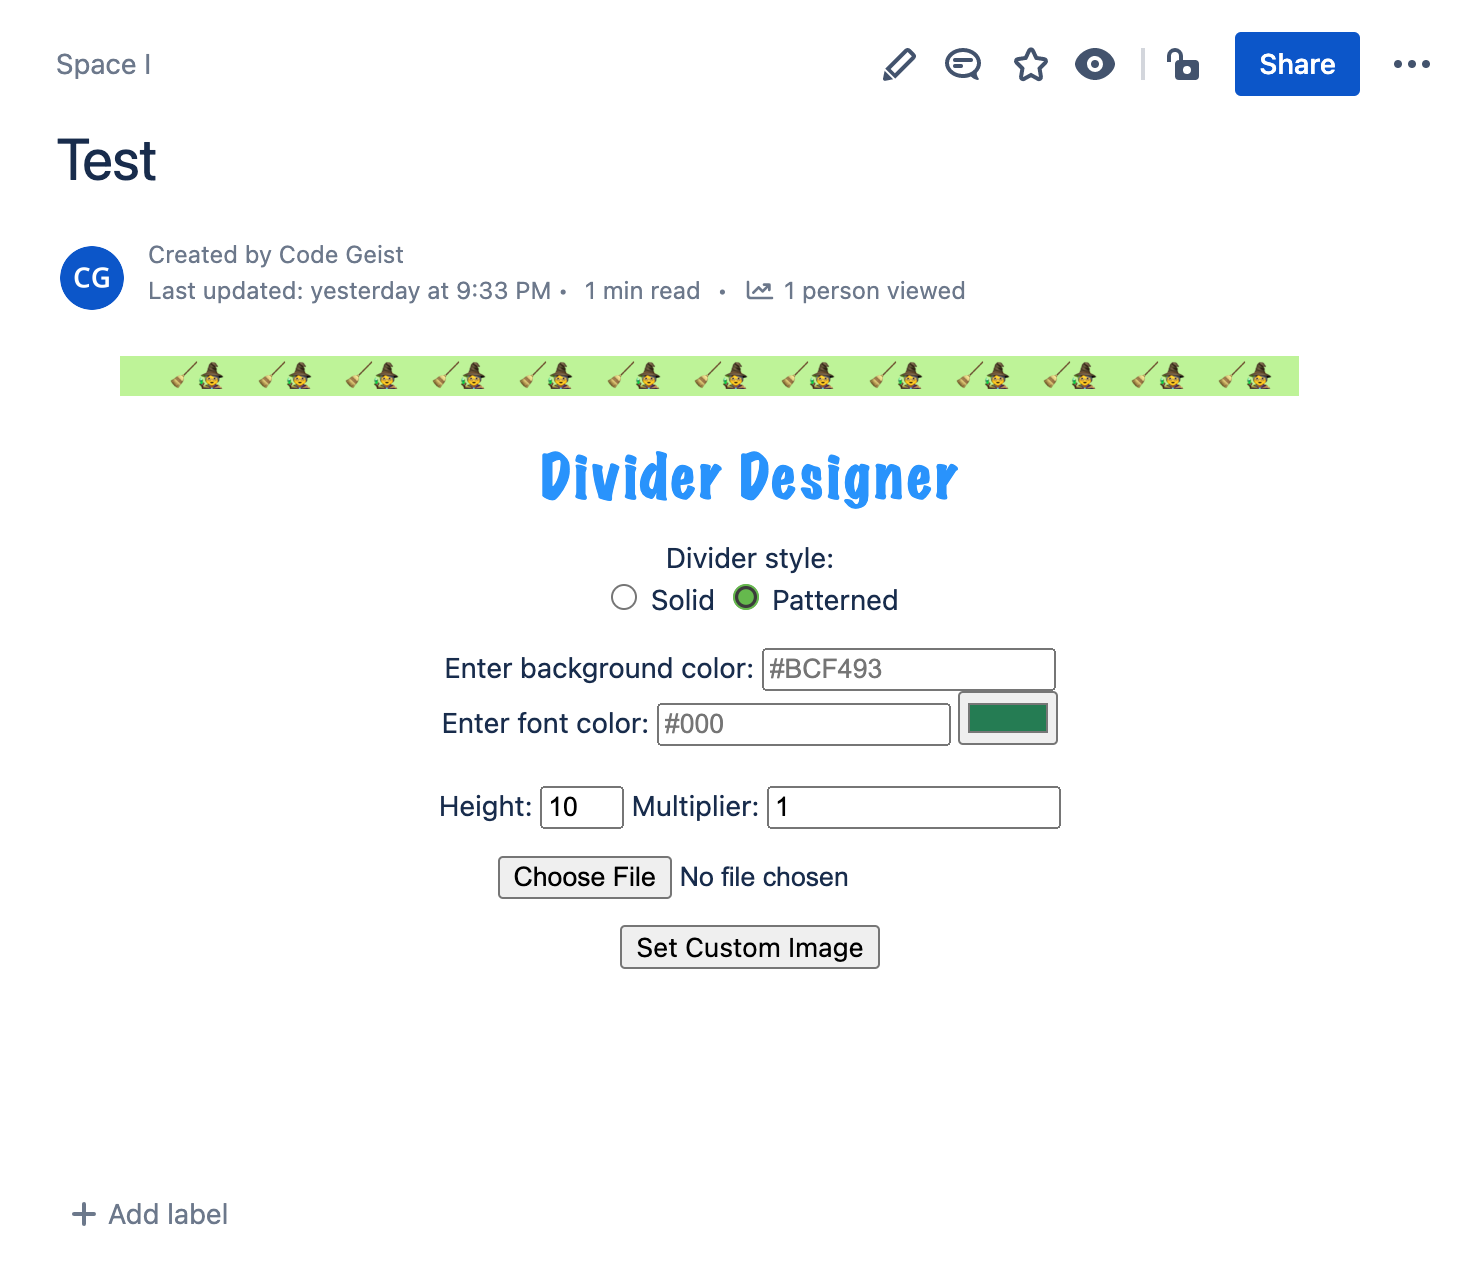 Space I
Share
Test
CG
Created by Code Geist
Last updated: yesterday at 9:33 PM • 1 min read • 1 person viewed
Divider Designer
Divider style:
Solid Patterned
Enter background color: #BCF493
Enter font color: #000
Height: 10 Multiplier: 1
Choose File No file chosen
Set Custom Image
Add label